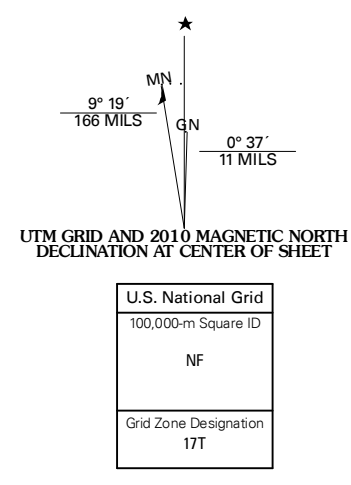 MN
9° 19´
166 MILS
GN
0° 37´
11 MILS
UTM GRID AND 2010 MAGNETIC NORTH
DECLINATION AT CENTER OF SHEET
U.S. National Grid
100,000-m Square ID
NF
Grid Zone Designation
17T